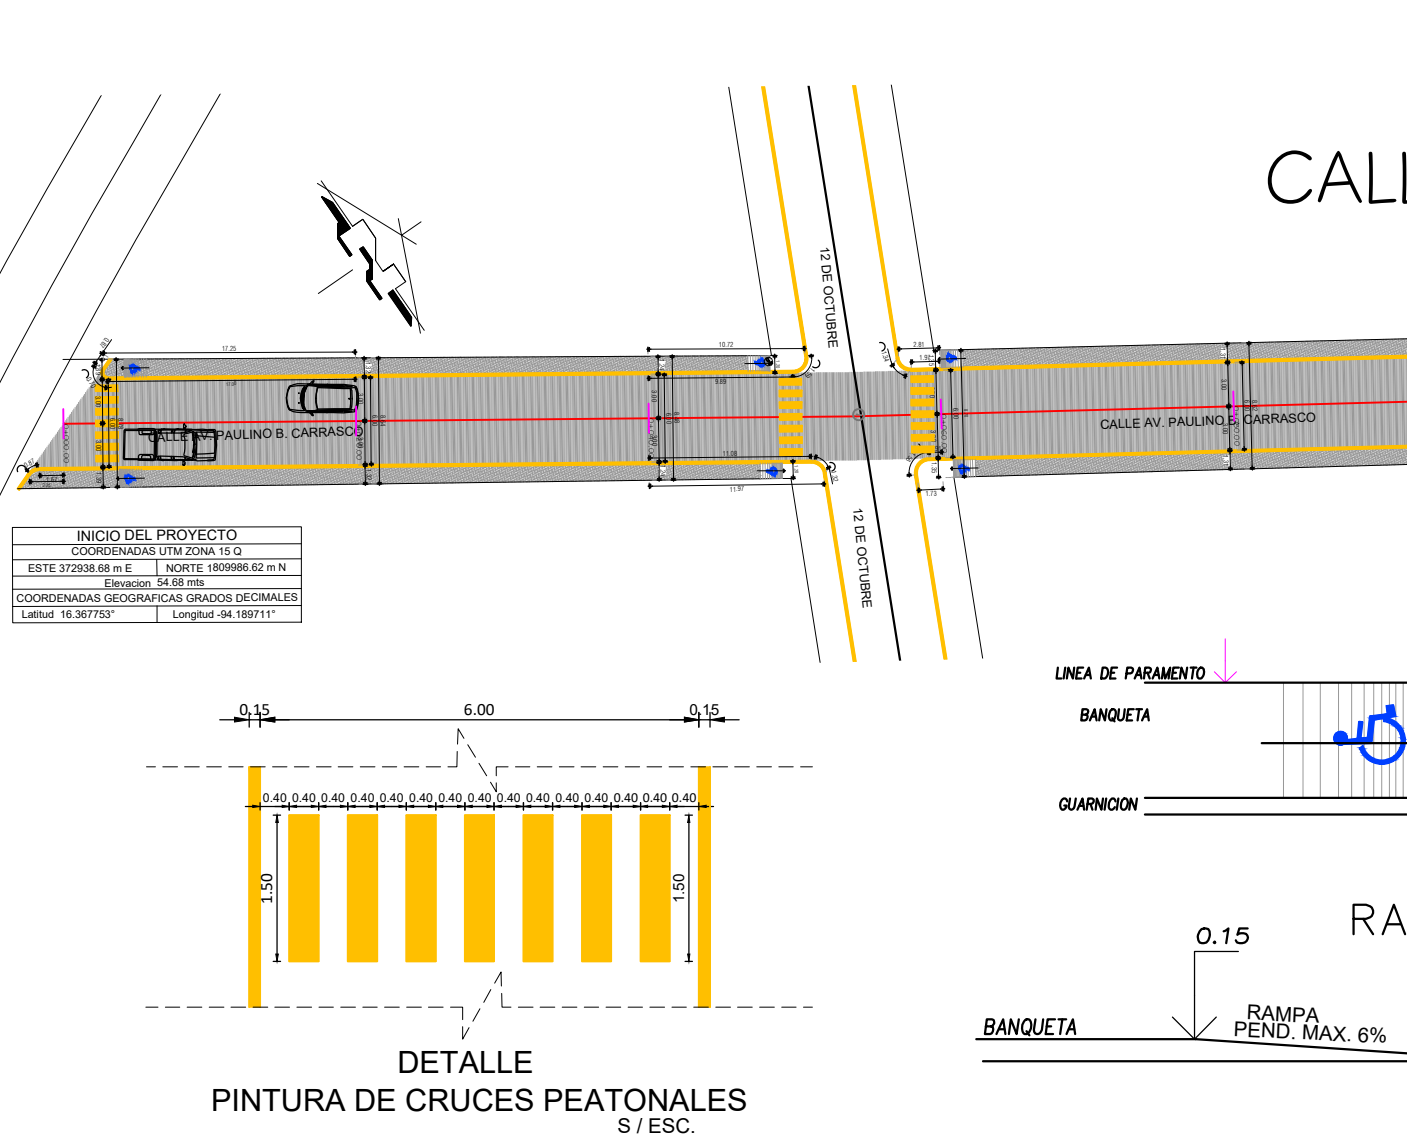 CALL
12 DE OCTUBRE
17.25
10.72
2.81
9.89
11.08
11.97
1.73
CALLE AV. PAULINO B. CARRASCO
CALLE AV. PAULINO B. CARRASCO
12 DE OCTUBRE
INICIO DEL PROYECTO
COORDENADAS UTM ZONA 15 Q
ESTE 372938.68 m E NORTE 1809986.62 m N
Elevacion 54.68 mts
COORDENADAS GEOGRAFICAS GRADOS DECIMALES
Latitud 16.367753° Longitud -94.189711°
LINEA DE PARAMENTO
BANQUETA
GUARNICION
0.15 6.00 0.15
0.40 0.40 0.40 0.40 0.40 0.40 0.40 0.40 0.40 0.40 0.40 0.40 0.40 0.40 0.40
1.50 1.50
DETALLE
PINTURA DE CRUCES PEATONALES
S / ESC.
RA
0.15
BANQUETA
RAMPA
PEND. MAX. 6%